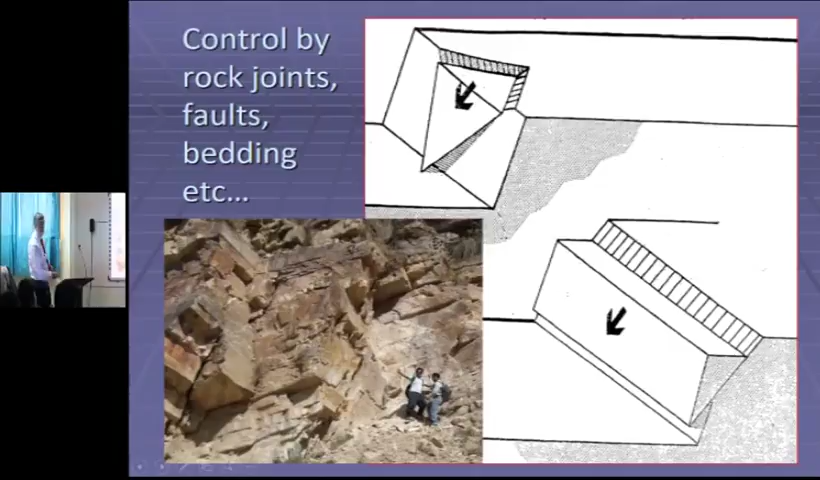 Control by
rock joints,
faults,
bedding
etc...